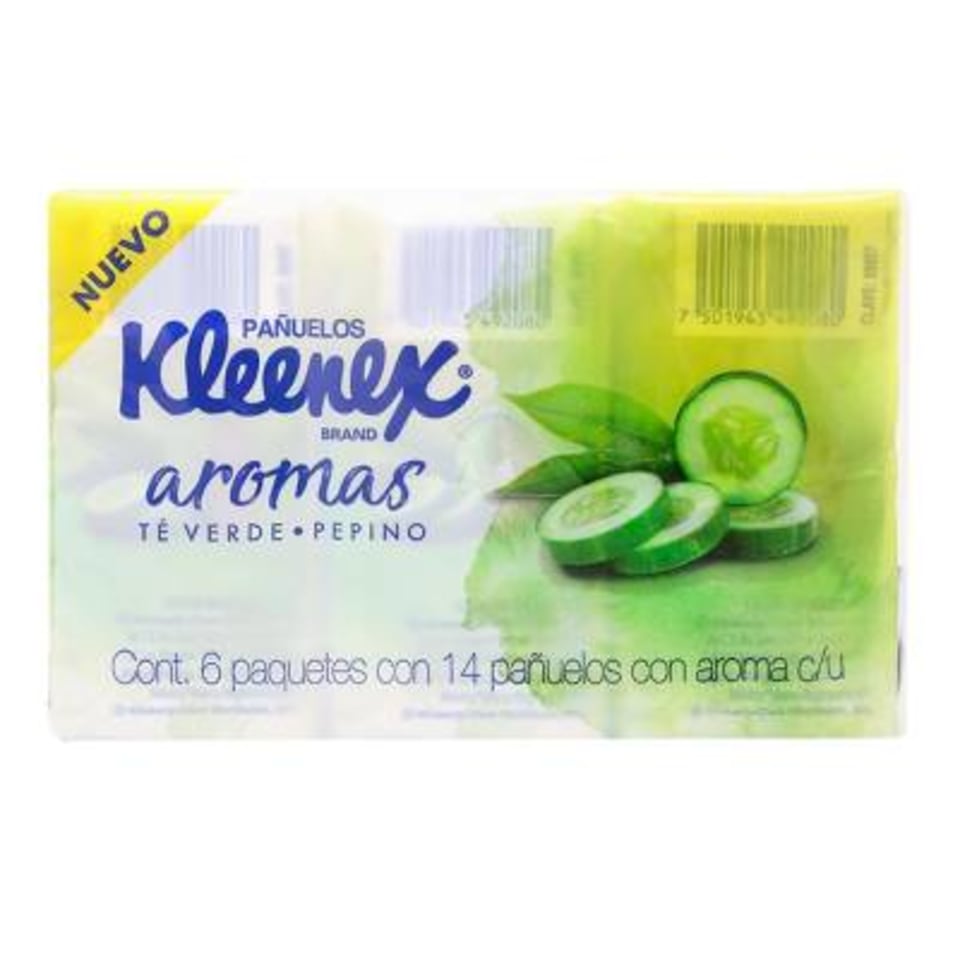 NUEVO
PAÑUELOS
Kleenex®
BRAND
aromas
TÉ VERDE • PEPINO
Cont. 6 paquetes con 14 pañuelos con aroma c/u